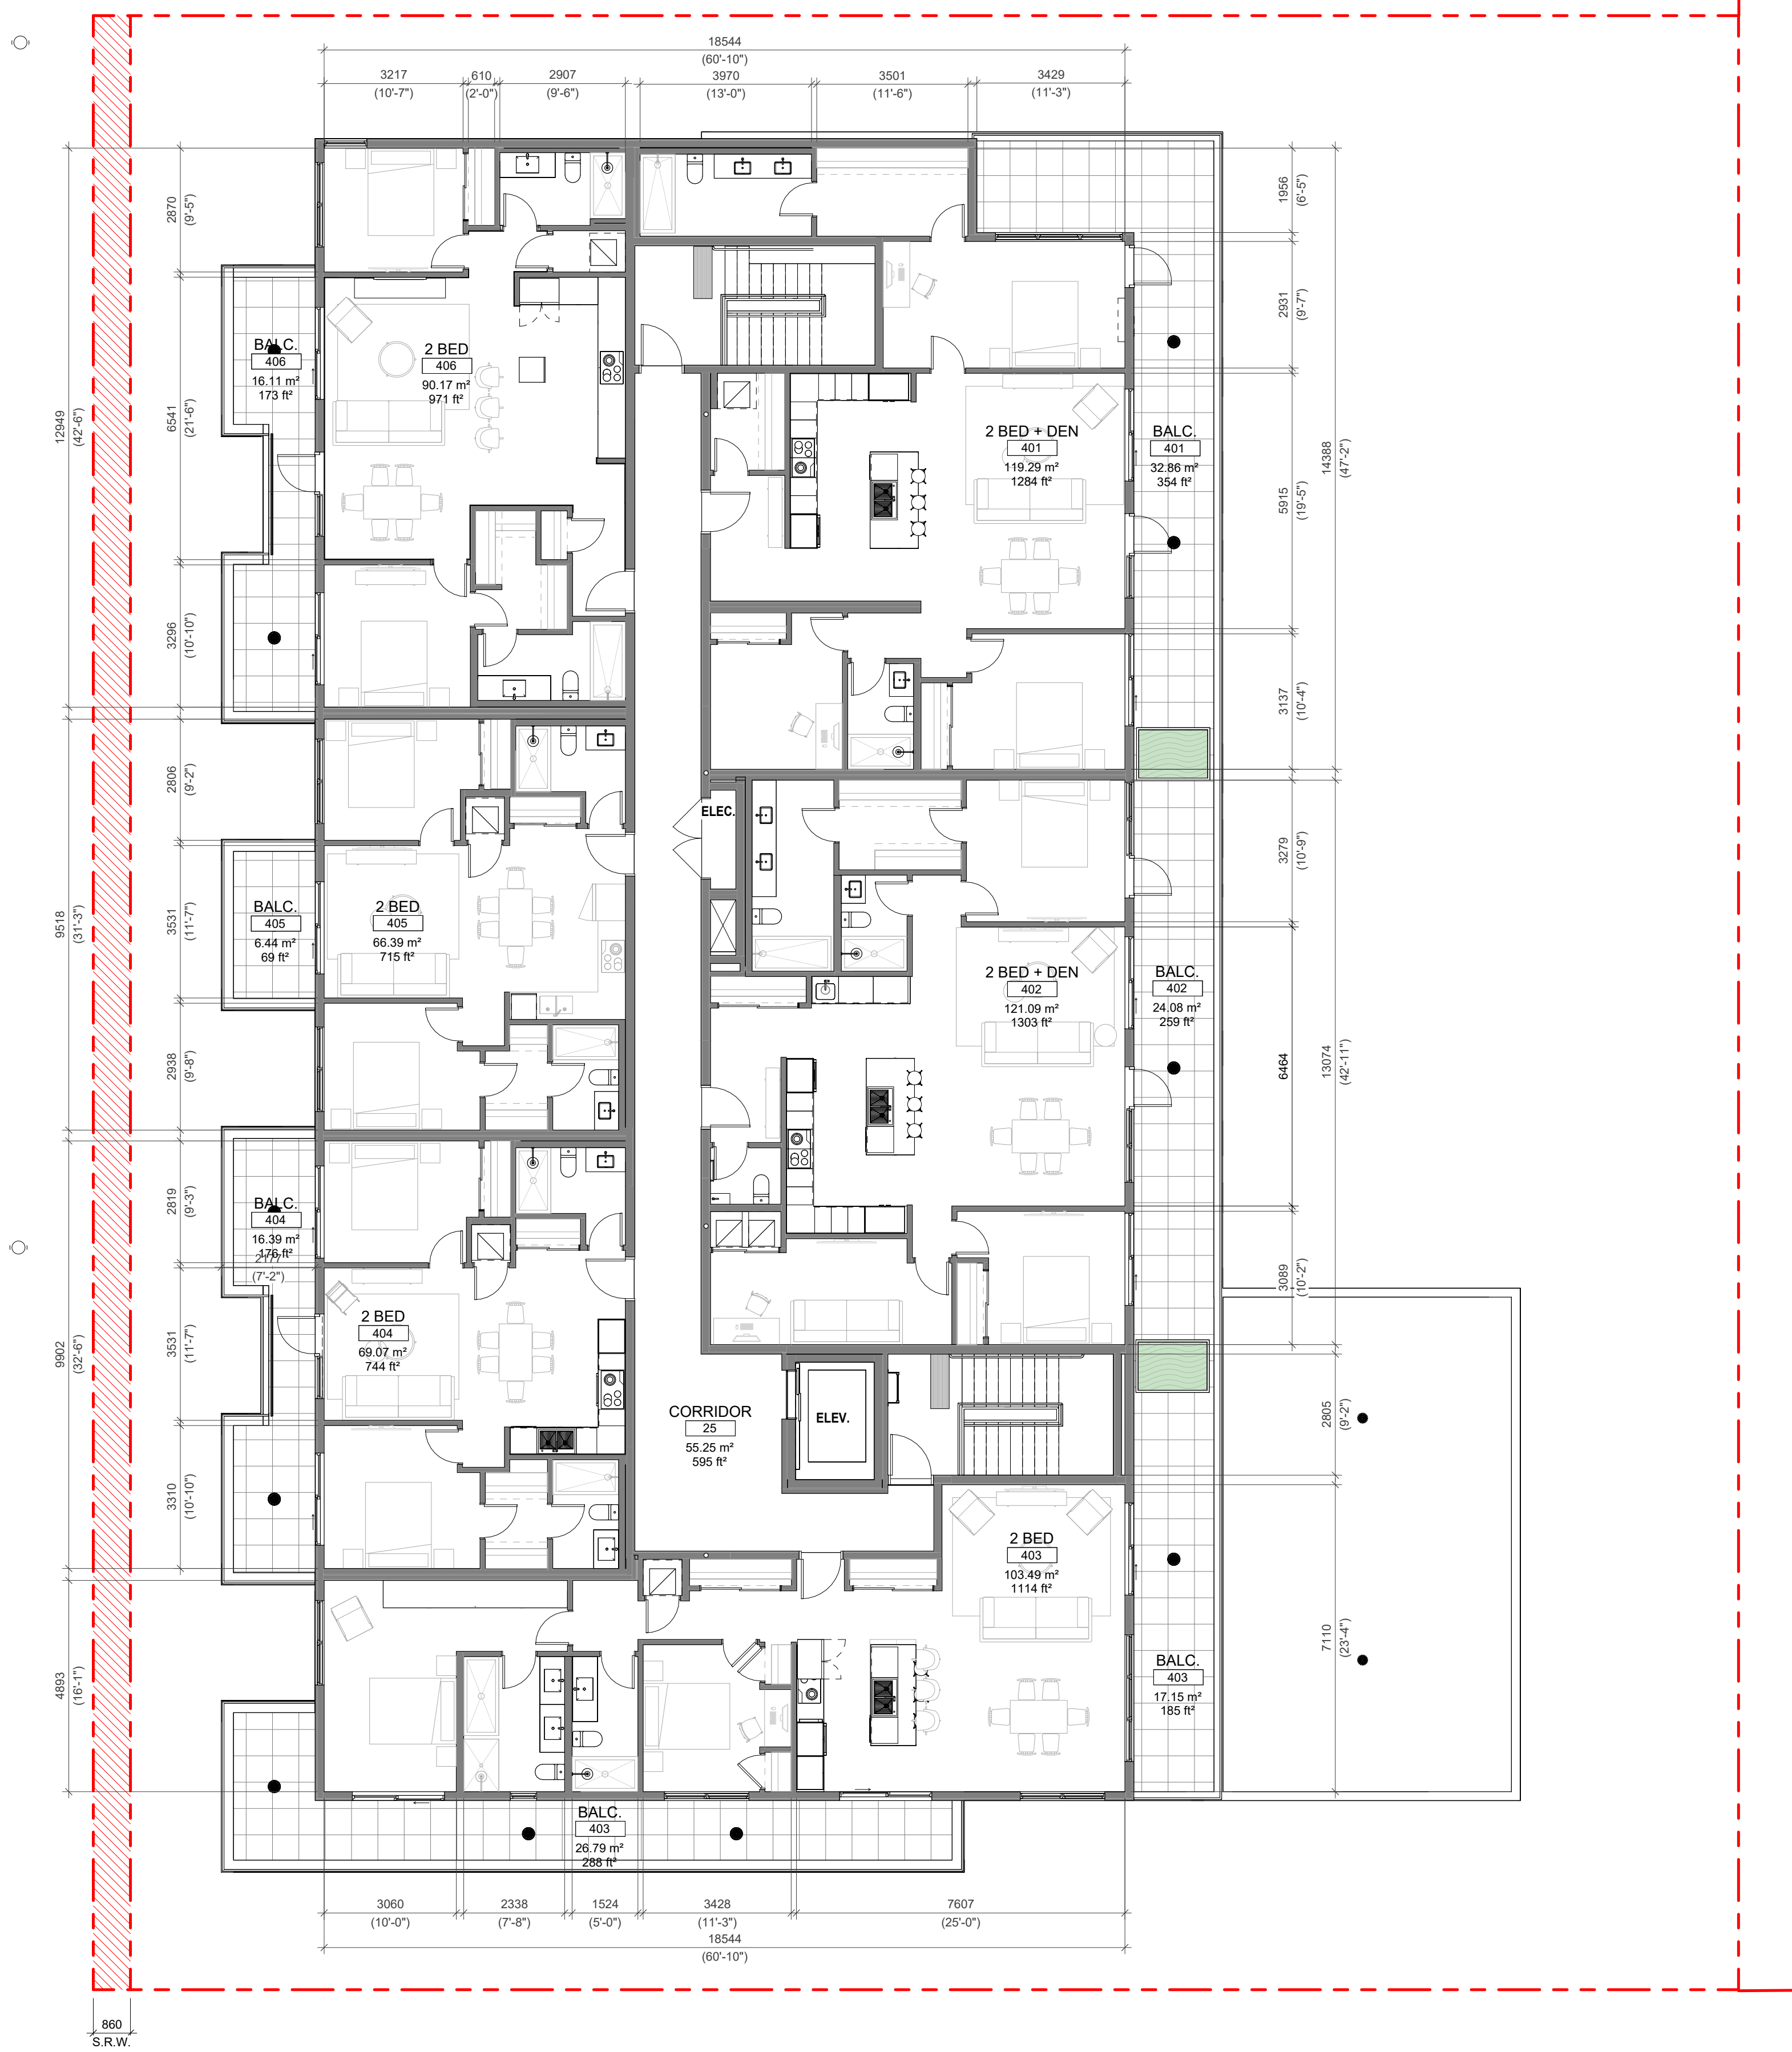 18544
(60'-10")
3217
(10'-7")
610
(2'-0")
2907
(9'-6")
3970
(13'-0")
3501
(11'-6")
3429
(11'-3")
12949
(42'-6")
9518
(31'-3")
9902
(32'-6")
4893
(16'-1")
2870
(9'-5")
6541
(21'-6")
3296
(10'-10")
2806
(9'-2")
3531
(11'-7")
2938
(9'-8")
2819
(9'-3")
3531
(11'-7")
3310
(10'-10")
BALC.
406
16.11 m²
173 ft²
2 BED
406
90.17 m²
971 ft²
2 BED + DEN
401
119.29 m²
1284 ft²
BALC.
401
32.86 m²
354 ft²
ELEC.
BALC.
405
6.44 m²
69 ft²
2 BED
405
66.39 m²
715 ft²
2 BED + DEN
402
121.09 m²
1303 ft²
BALC.
402
24.08 m²
259 ft²
BALC.
404
16.39 m²
176 ft²
2177
(7'-2")
2 BED
404
69.07 m²
744 ft²
CORRIDOR
25
55.25 m²
595 ft²
ELEV.
2 BED
403
103.49 m²
1114 ft²
BALC.
403
17.15 m²
185 ft²
BALC.
403
26.79 m²
288 ft²
1956
(6'-5")
2931
(9'-7")
5915
(19'-5")
3137
(10'-4")
3279
(10'-9")
6464
3089
(10'-2")
14388
(47'-2")
13074
(42'-11")
2805
(9'-2")
7110
(23'-4")
3060
(10'-0")
2338
(7'-8")
1524
(5'-0")
3428
(11'-3")
7607
(25'-0")
18544
(60'-10")
860
S.R.W.